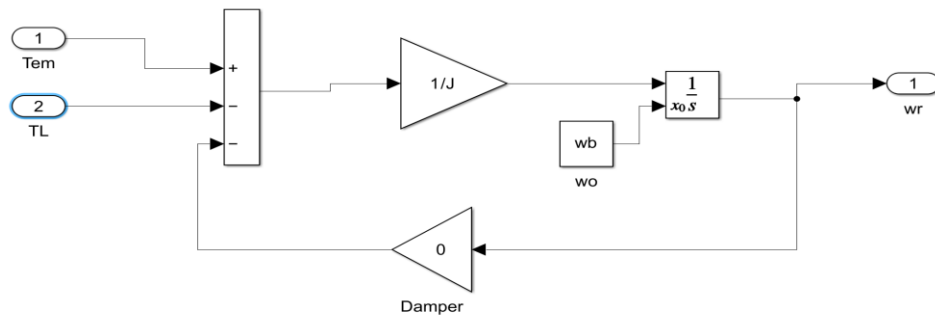 1
Tem
2
TL
+
−
−
1/J
1
x₀ s
wb
wo
1
wr
0
Damper